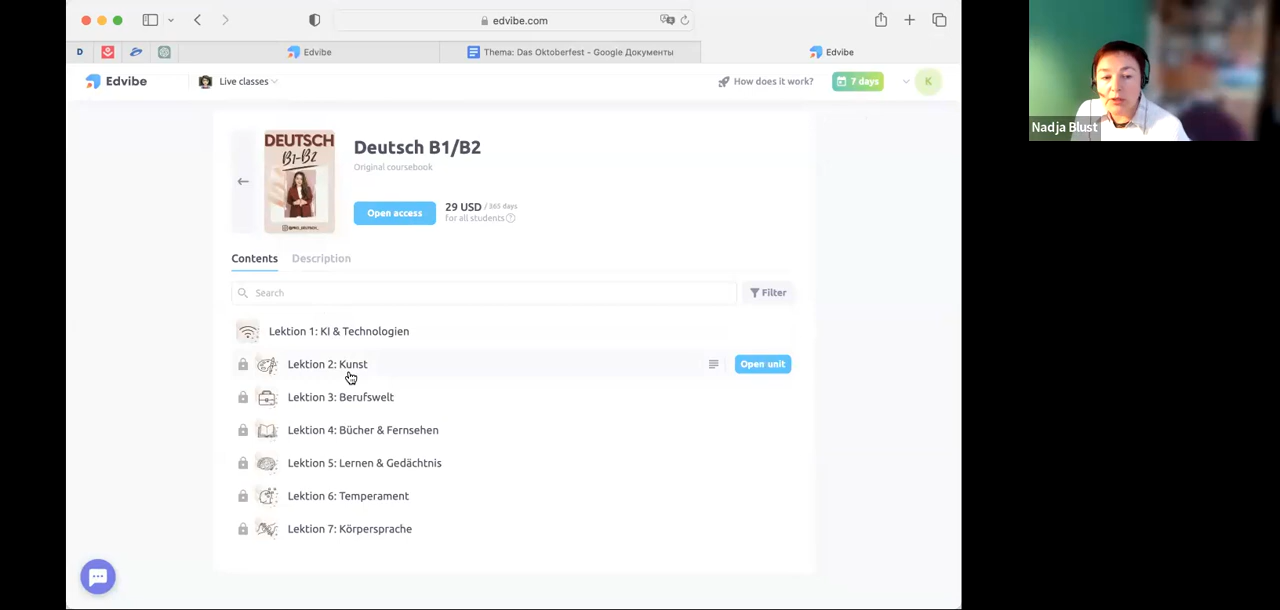 edvibe.com
D
Edvibe
Thema: Das Oktoberfest - Google Документы
Edvibe
Edvibe
Live classes
How does it work?
7 days
K
DEUTSCH
B1-B2
Deutsch B1/B2
Original coursebook
Open access
29 USD / 365 days
for all students
Contents
Description
Search
Filter
Lektion 1: KI & Technologien
Lektion 2: Kunst
Open unit
Lektion 3: Berufswelt
Lektion 4: Bücher & Fernsehen
Lektion 5: Lernen & Gedächtnis
Lektion 6: Temperament
Lektion 7: Körpersprache
Nadja Blust